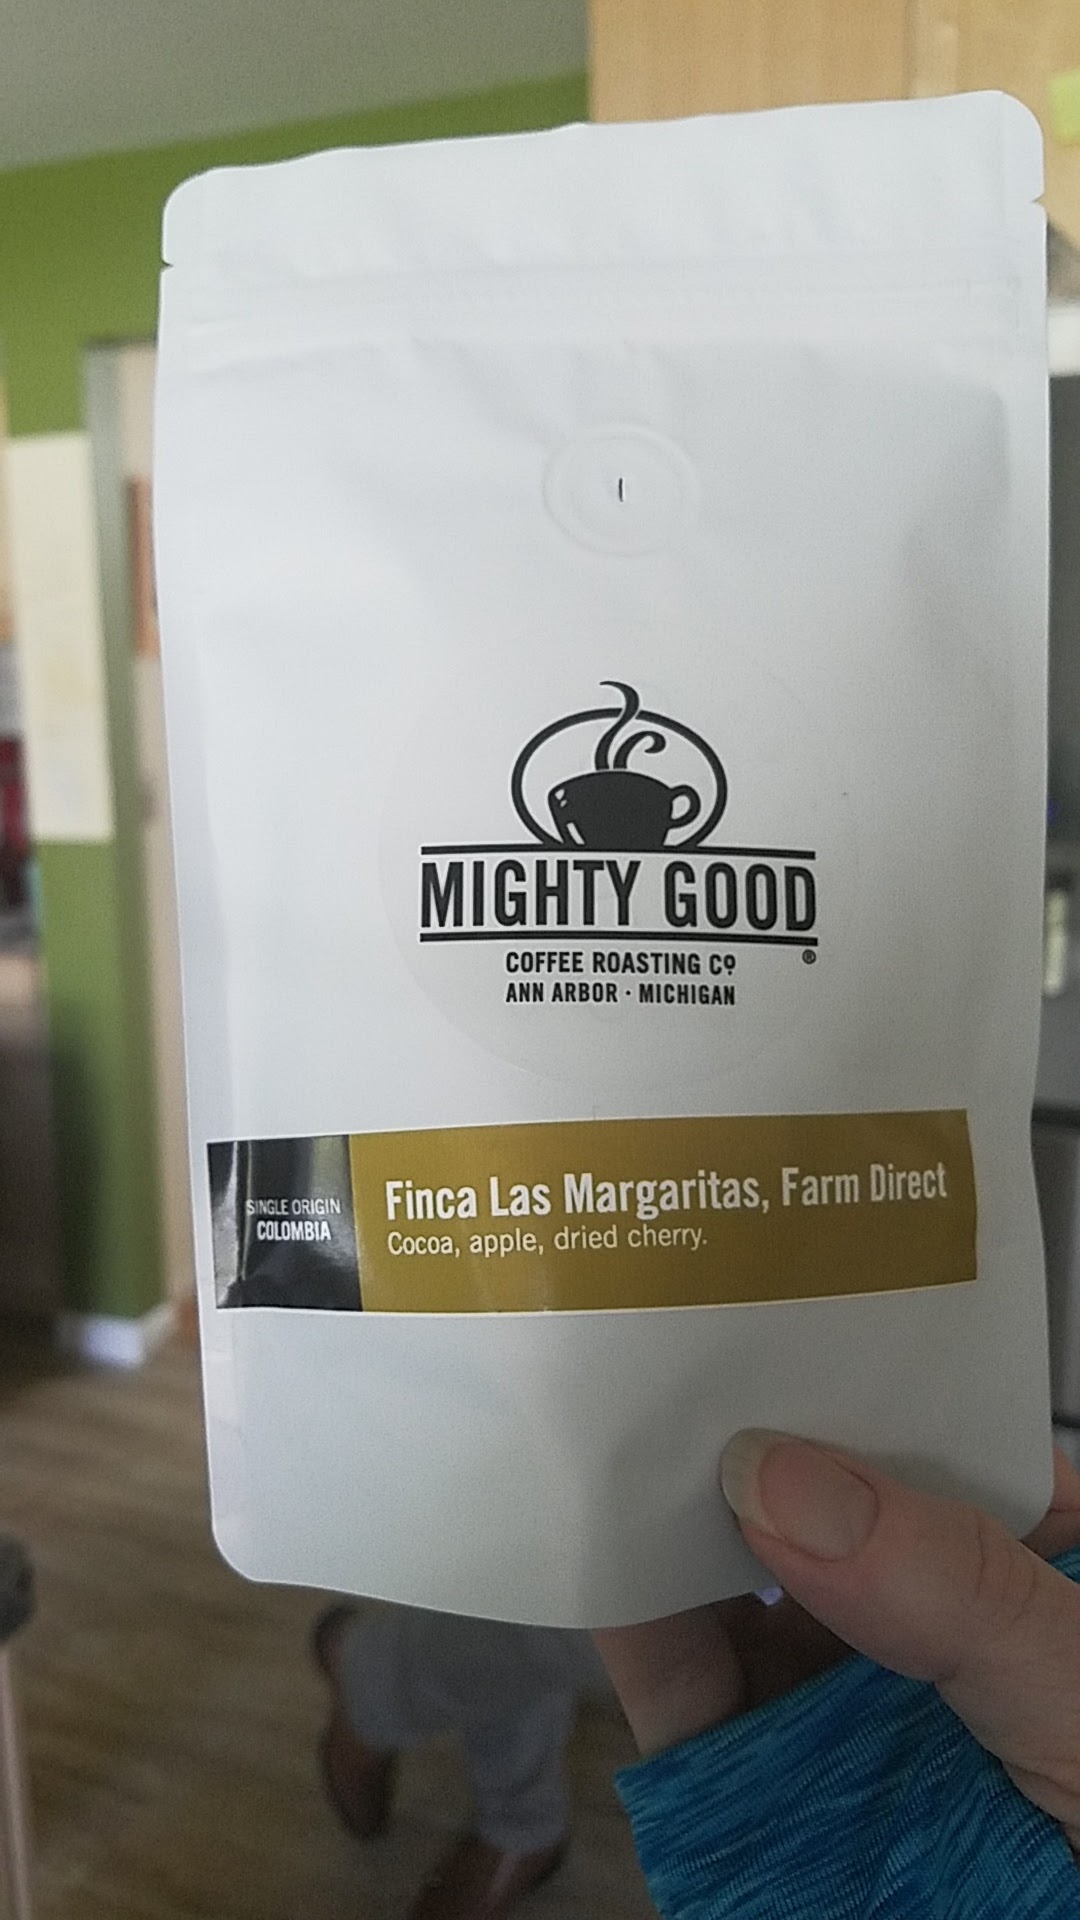 MIGHTY GOOD
®
COFFEE ROASTING Co
ANN ARBOR · MICHIGAN
SINGLE ORIGIN
COLOMBIA
Finca Las Margaritas, Farm Direct
Cocoa, apple, dried cherry.